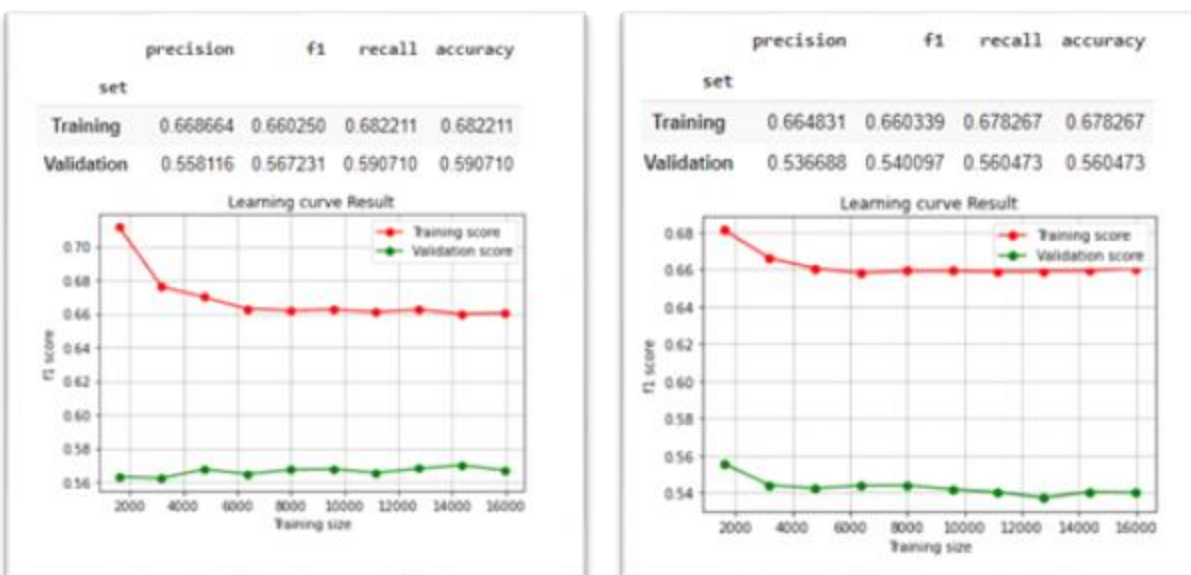 precision f1 recall accuracy
set
Training 0.668664 0.660250 0.682211 0.682211
Validation 0.558116 0.567231 0.590710 0.590710
Learning curve Result
Training score
Validation score
0.70
0.68
0.66
0.64
0.62
0.60
0.58
0.56
f1 score
2000 4000 6000 8000 10000 12000 14000 16000
Training size
precision f1 recall accuracy
set
Training 0.664831 0.660339 0.678267 0.678267
Validation 0.536688 0.540097 0.560473 0.560473
Learning curve Result
Training score
Validation score
0.68
0.66
0.64
0.62
0.60
0.58
0.56
0.54
f1 score
2000 4000 6000 8000 10000 12000 14000 16000
Training size